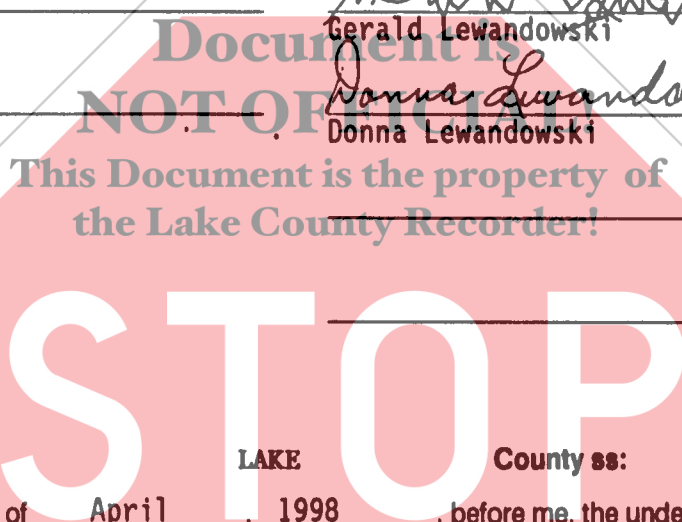 Document is
Gerald Lewandowski
NOT OFFICIAL!
Donna
Donna Lewandowski
This Document is the property of
the Lake County Recorder!
STOP
LAKE County ss:
of April , 1998 , before me, the unde